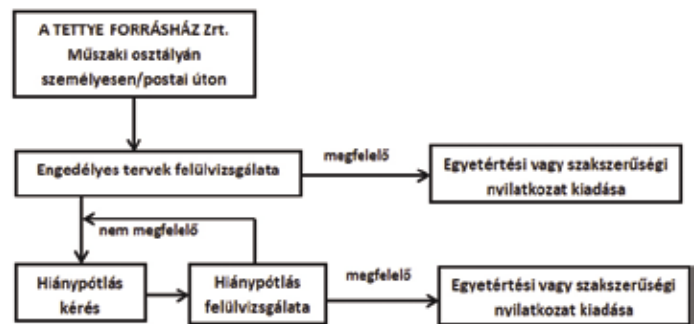 A TETTYE FORRÁSHÁZ Zrt.
Műszaki osztályán
személyesen/postai úton
Engedélyes tervek felülvizsgálata
megfelelő
Egyetértési vagy szakszerűségi
nyilatkozat kiadása
nem megfelelő
Hiánypótlás
kérés
Hiánypótlás
felülvizsgálata
megfelelő
Egyetértési vagy szakszerűségi
nyilatkozat kiadása